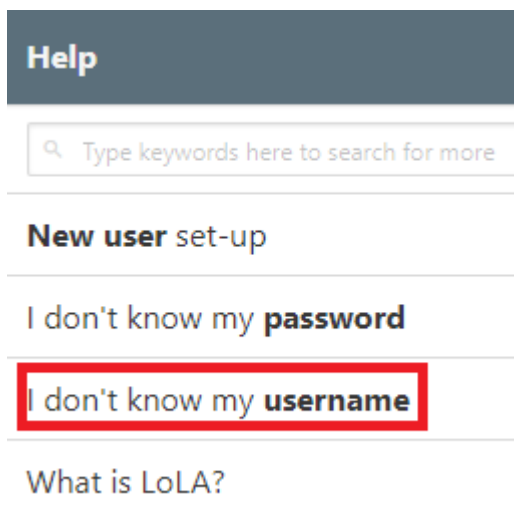 Help
Type keywords here to search for more
New user set-up
I don't know my password
I don't know my username
What is LoLA?